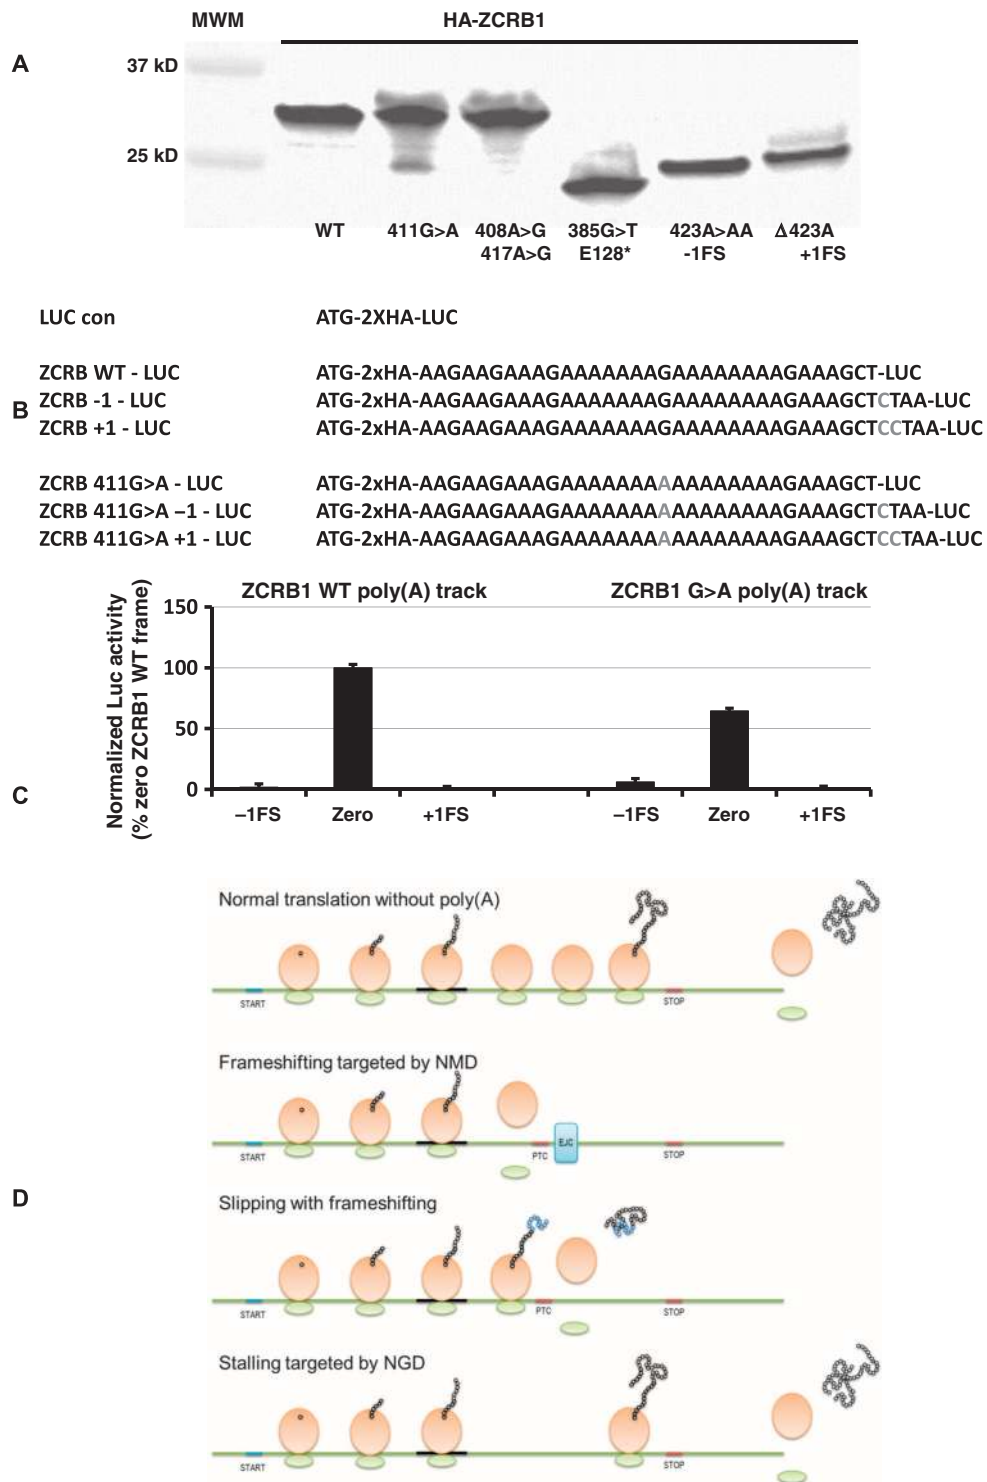 MWM HA-ZCRB1
A
37 kD
25 kD
WT 411G>A 408A>G 385G>T 423A>AA Δ423A
417A>G E128* -1FS +1FS
B
LUC con ATG-2XHA-LUC
ZCRB WT - LUC ATG-2xHA-AAGAAGAAAGAAAAAAAGAAAAAAAAGAAAGCT-LUC
ZCRB -1 - LUC ATG-2xHA-AAGAAGAAAGAAAAAAAGAAAAAAAAGAAAGCTCTAA-LUC
ZCRB +1 - LUC ATG-2xHA-AAGAAGAAAGAAAAAAAGAAAAAAAAGAAAGCTCCTAA-LUC
ZCRB 411G>A - LUC ATG-2xHA-AAGAAGAAAGAAAAAAAAAAAAAAAAGAAAGCT-LUC
ZCRB 411G>A –1 - LUC ATG-2xHA-AAGAAGAAAGAAAAAAAAAAAAAAAAGAAAGCTCTAA-LUC
ZCRB 411G>A +1 - LUC ATG-2xHA-AAGAAGAAAGAAAAAAAAAAAAAAAAGAAAGCTCCTAA-LUC
C
Normalized Luc activity
(% zero ZCRB1 WT frame)
ZCRB1 WT poly(A) track ZCRB1 G>A poly(A) track
150
100
50
0
–1FS Zero +1FS –1FS Zero +1FS
D
Normal translation without poly(A)
START STOP
Frameshifting targeted by NMD
EJC
START PTC STOP
Slipping with frameshifting
START PTC STOP
Stalling targeted by NGD
START STOP